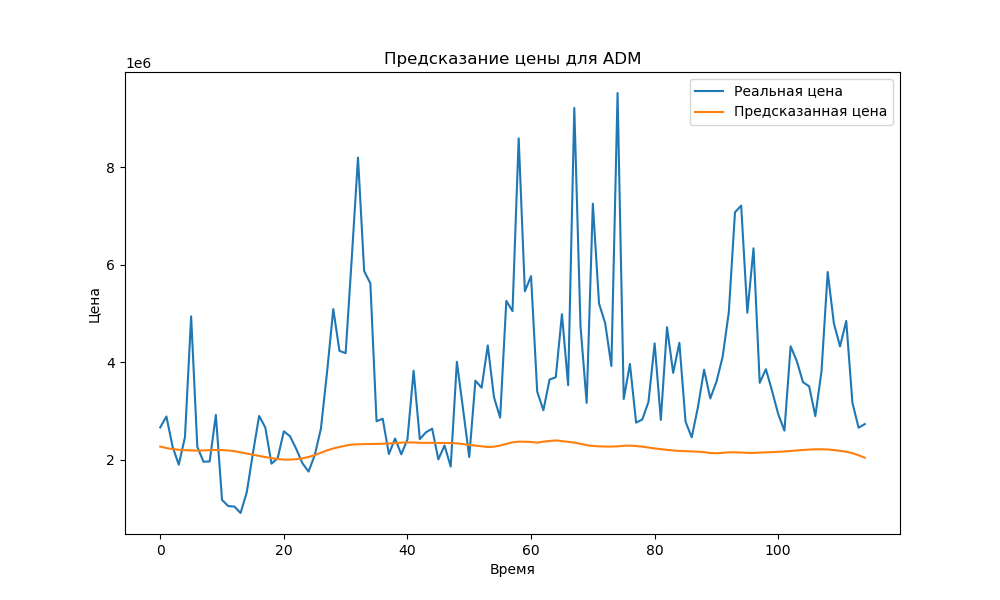 Предсказание цены для ADM
1e6
Реальная цена
Предсказанная цена
8
6
4
2
Цена
0 20 40 60 80 100
Время